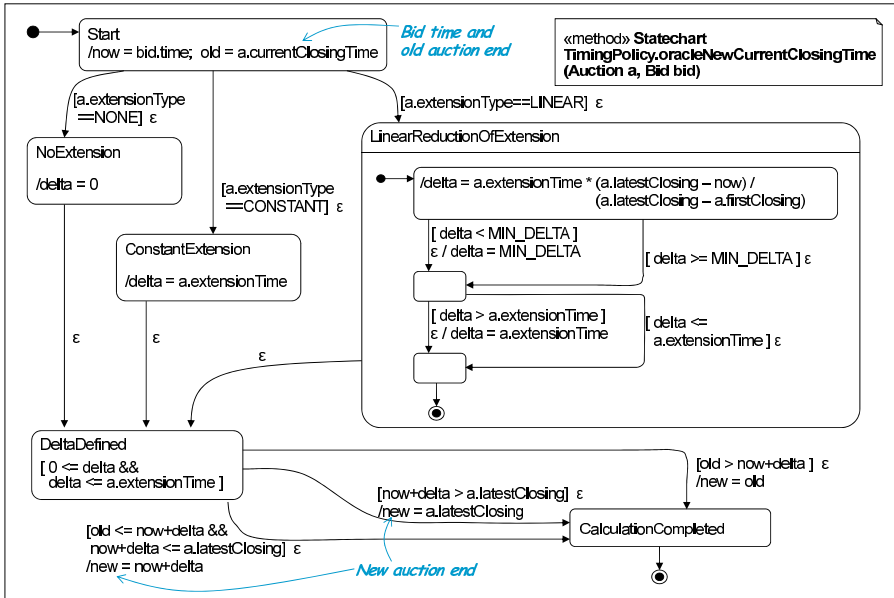 Start
/now = bid.time; old = a.currentClosingTime
Bid time and
old auction end
«method» Statechart
TimingPolicy.oracleNewCurrentClosingTime
(Auction a, Bid bid)
[a.extensionType
==NONE] ε
[a.extensionType==LINEAR] ε
NoExtension
/delta = 0
[a.extensionType
==CONSTANT] ε
ConstantExtension
/delta = a.extensionTime
LinearReductionOfExtension
/delta = a.extensionTime * (a.latestClosing – now) /
(a.latestClosing – a.firstClosing)
[ delta < MIN_DELTA ]
ε / delta = MIN_DELTA
[ delta >= MIN_DELTA ] ε
[ delta > a.extensionTime ]
ε / delta = a.extensionTime
[ delta <=
a.extensionTime ] ε
ε
ε
ε
DeltaDefined
[ 0 <= delta &&
delta <= a.extensionTime ]
[old > now+delta ] ε
/new = old
[now+delta > a.latestClosing] ε
/new = a.latestClosing
CalculationCompleted
[old <= now+delta &&
now+delta <= a.latestClosing] ε
/new = now+delta
New auction end